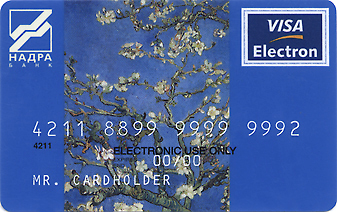 НАДРА
БАНК
VISA
Electron
4211 8899 9999 9992
4211
ELECTRONIC USE ONLY
00/00
MR. CARDHOLDER